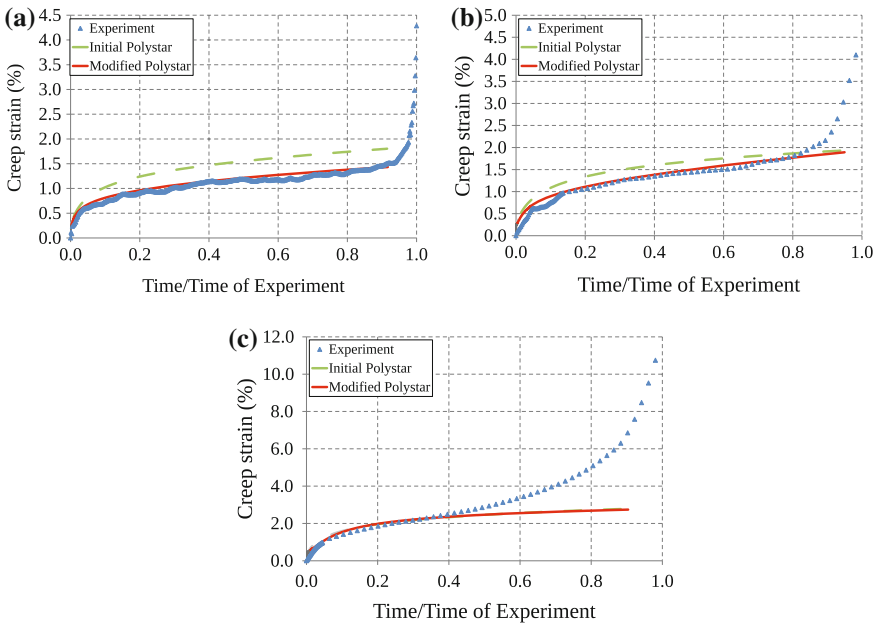 (a)
Creep strain (%)
4.5
4.0
3.5
3.0
2.5
2.0
1.5
1.0
0.5
0.0
Experiment
Initial Polystar
Modified Polystar
0.0 0.2 0.4 0.6 0.8 1.0
Time/Time of Experiment
(b)
Creep strain (%)
5.0
4.5
4.0
3.5
3.0
2.5
2.0
1.5
1.0
0.5
0.0
Experiment
Initial Polystar
Modified Polystar
0.0 0.2 0.4 0.6 0.8 1.0
Time/Time of Experiment
(c)
Creep strain (%)
12.0
10.0
8.0
6.0
4.0
2.0
0.0
Experiment
Initial Polystar
Modified Polystar
0.0 0.2 0.4 0.6 0.8 1.0
Time/Time of Experiment